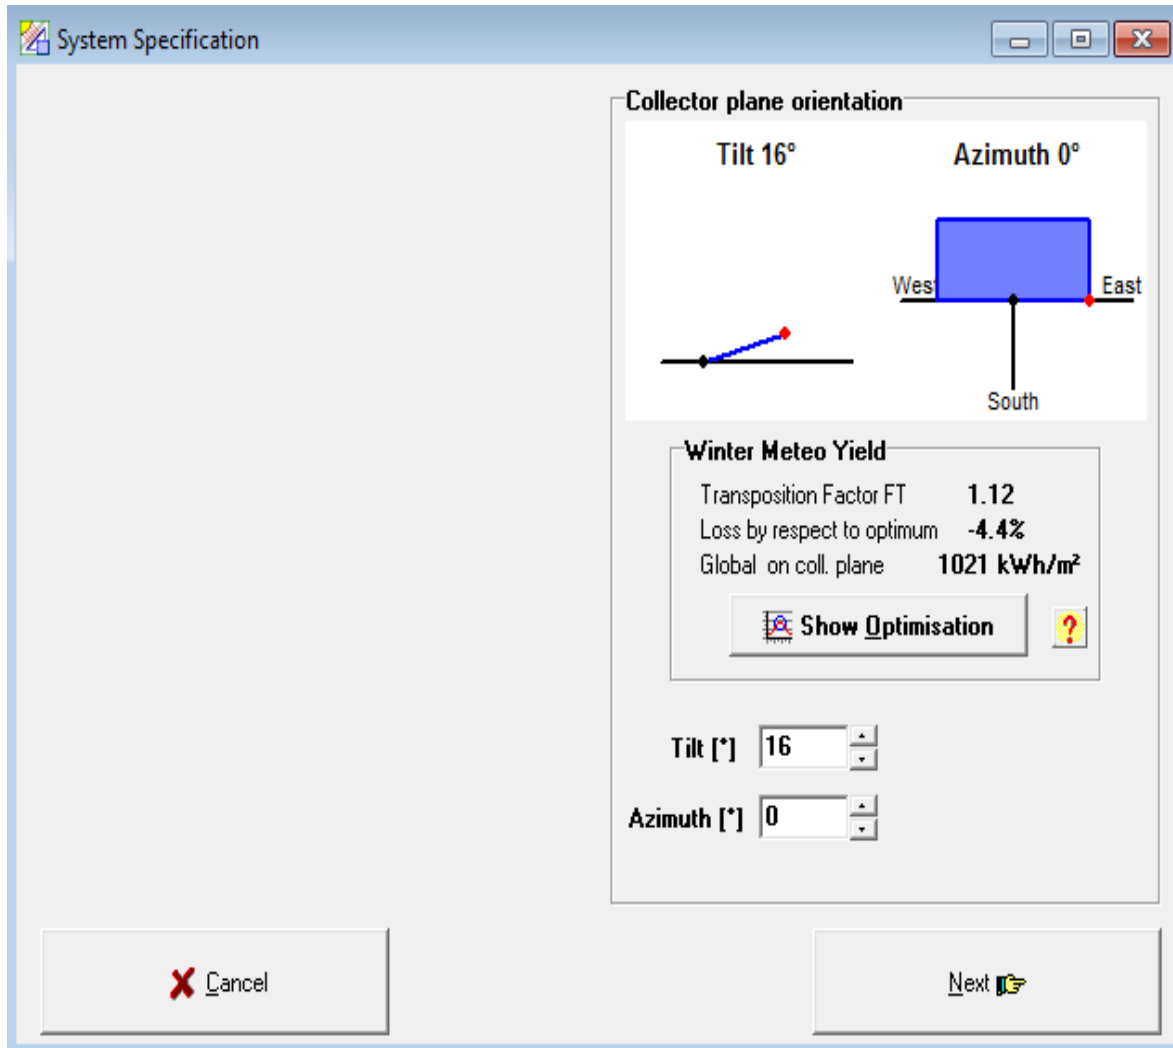 System Specification
Collector plane orientation
Tilt 16° Azimuth 0°
Wes East
South
Winter Meteo Yield
Transposition Factor FT 1.12
Loss by respect to optimum -4.4%
Global on coll. plane 1021 kWh/m²
Show Optimisation ?
Tilt [°] 16
Azimuth [°] 0
Cancel Next